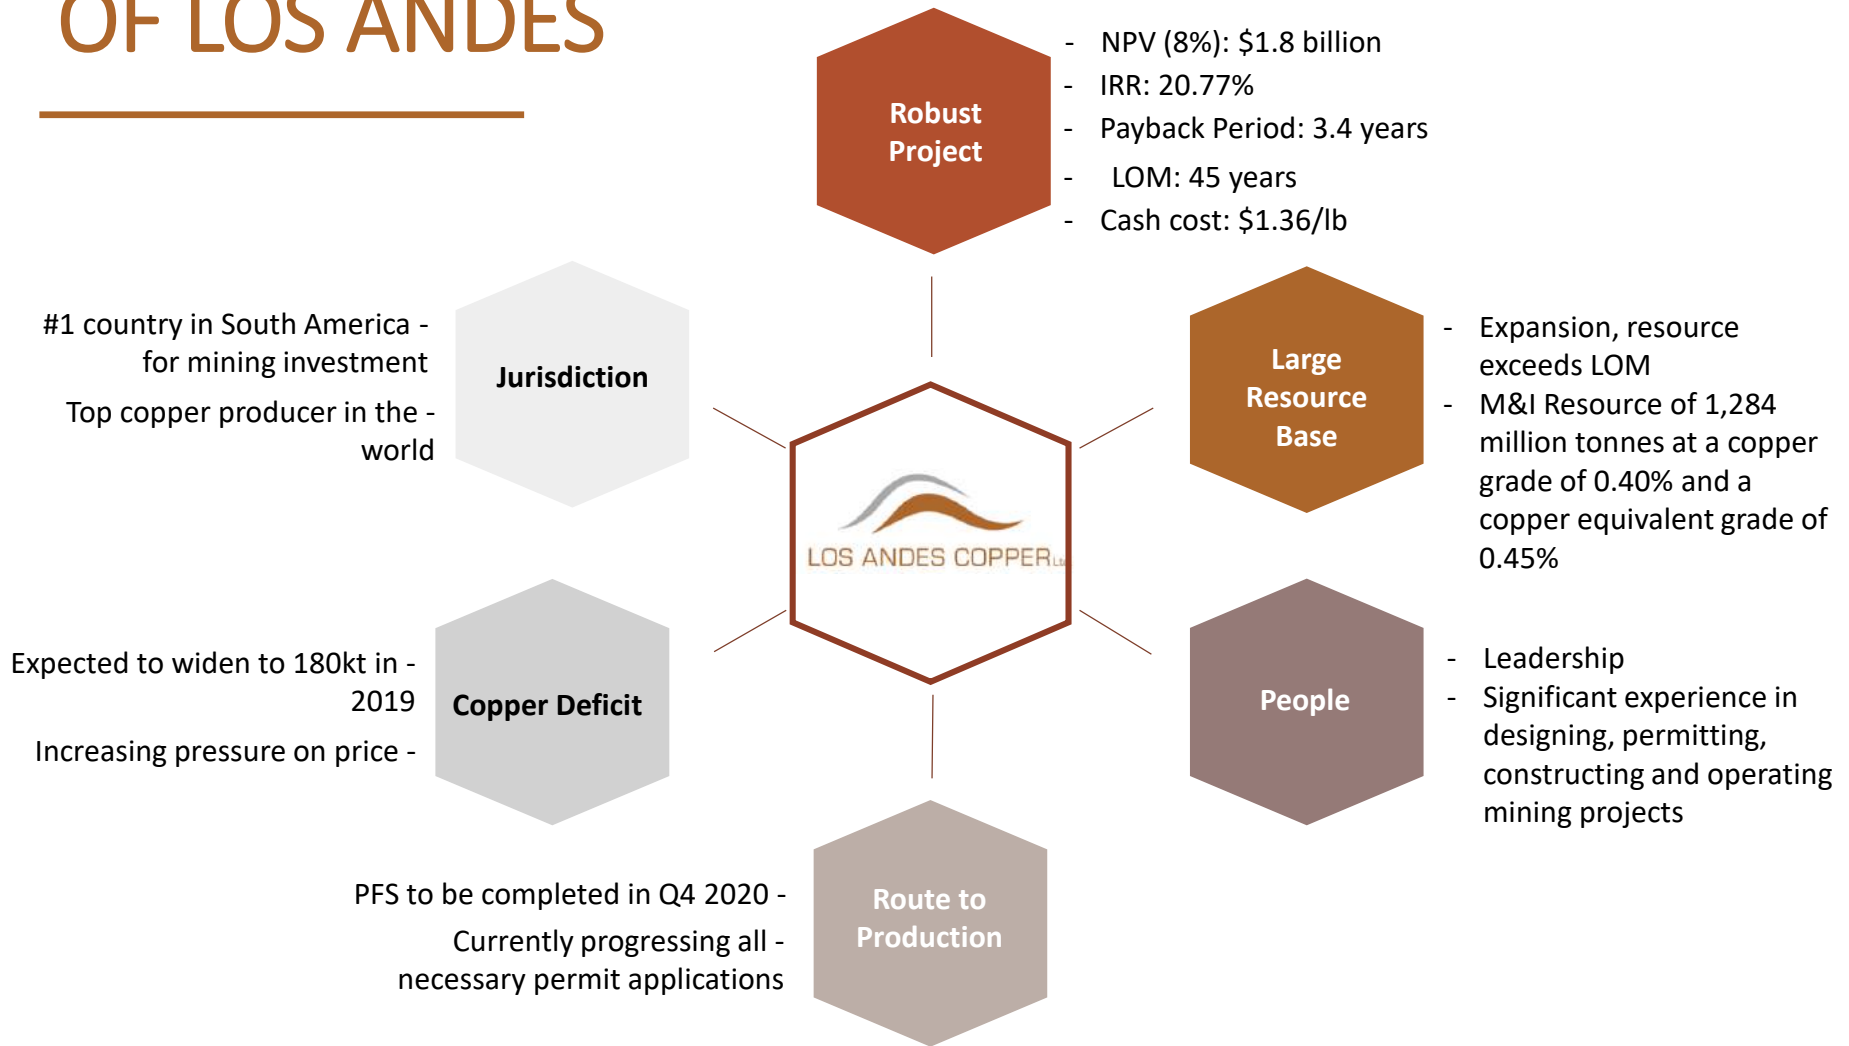 OF LOS ANDES
Robust
Project
- NPV (8%): $1.8 billion
- IRR: 20.77%
- Payback Period: 3.4 years
- LOM: 45 years
- Cash cost: $1.36/lb
#1 country in South America -
for mining investment
Top copper producer in the -
world
Jurisdiction
Large
Resource
Base
- Expansion, resource
exceeds LOM
- M&I Resource of 1,284
million tonnes at a copper
grade of 0.40% and a
copper equivalent grade of
0.45%
LOS ANDES COPPER Ltd
Expected to widen to 180kt in -
2019
Increasing pressure on price -
Copper Deficit
People
- Leadership
- Significant experience in
designing, permitting,
constructing and operating
mining projects
PFS to be completed in Q4 2020 -
Currently progressing all -
necessary permit applications
Route to
Production